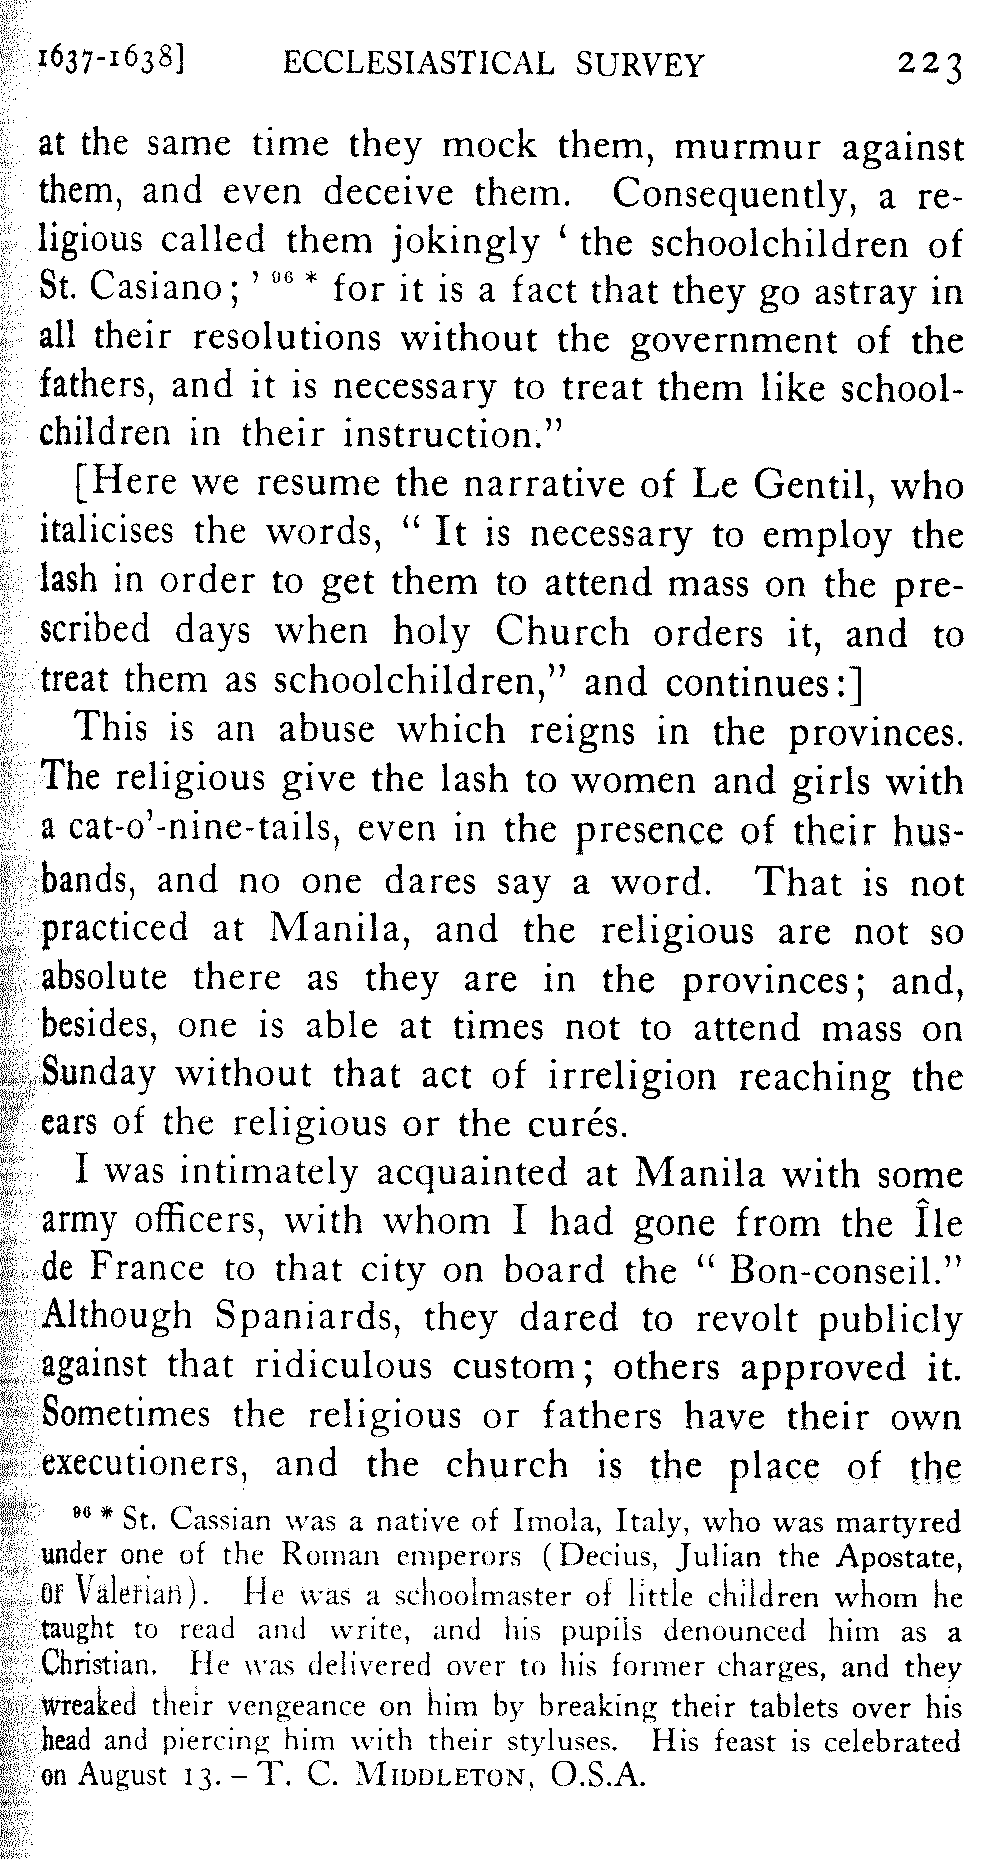 1637-1638] ECCLESIASTICAL SURVEY 223
at the same time they mock them, murmur against
them, and even deceive them. Consequently, a re-
ligious called them jokingly ‘ the schoolchildren of
St. Casiano; ’ 96 * for it is a fact that they go astray in
all their resolutions without the government of the
fathers, and it is necessary to treat them like school-
children in their instruction.”
[Here we resume the narrative of Le Gentil, who
italicises the words, “ It is necessary to employ the
lash in order to get them to attend mass on the pre-
scribed days when holy Church orders it, and to
treat them as schoolchildren,” and continues:]
This is an abuse which reigns in the provinces.
The religious give the lash to women and girls with
a cat-o’-nine-tails, even in the presence of their hus-
bands, and no one dares say a word. That is not
practiced at Manila, and the religious are not so
absolute there as they are in the provinces; and,
besides, one is able at times not to attend mass on
Sunday without that act of irreligion reaching the
ears of the religious or the curés.
I was intimately acquainted at Manila with some
army officers, with whom I had gone from the Île
de France to that city on board the “ Bon-conseil.”
Although Spaniards, they dared to revolt publicly
against that ridiculous custom; others approved it.
Sometimes the religious or fathers have their own
executioners, and the church is the place of the
96 * St. Cassian was a native of Imola, Italy, who was martyred
under one of the Roman emperors (Decius, Julian the Apostate,
or Valerian). He was a schoolmaster of little children whom he
taught to read and write, and his pupils denounced him as a
Christian. He was delivered over to his former charges, and they
wreaked their vengeance on him by breaking their tablets over his
head and piercing him with their styluses. His feast is celebrated
on August 13. – T. C. MIDDLETON, O.S.A.